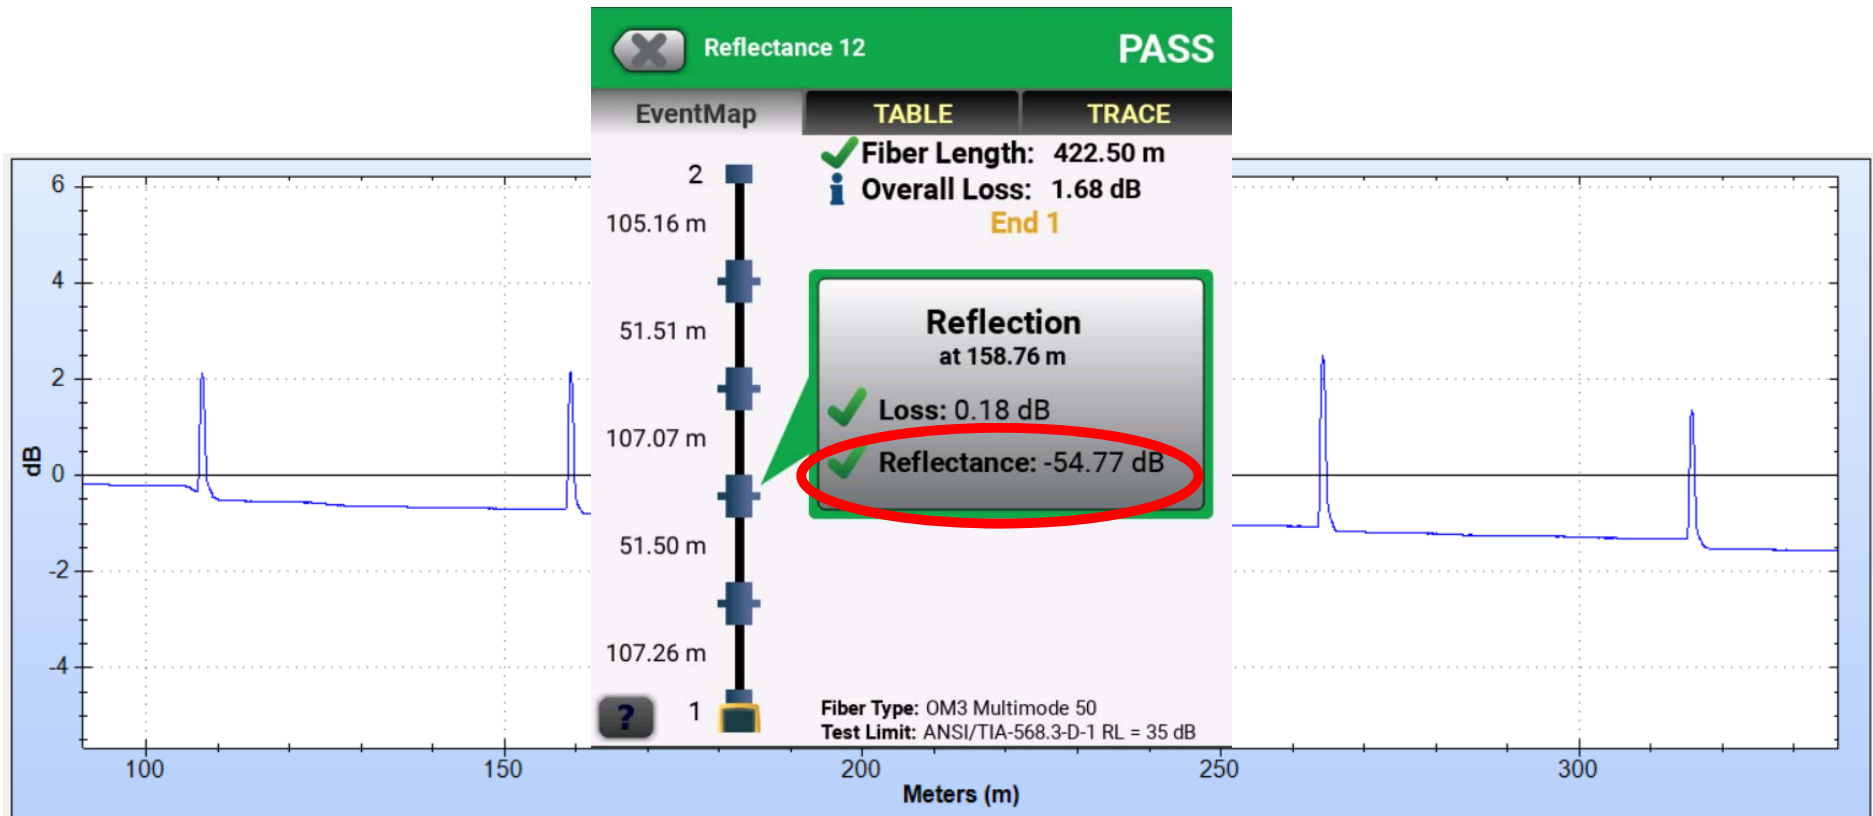 Reflectance 12 PASS
EventMap TABLE TRACE
Fiber Length: 422.50 m
Overall Loss: 1.68 dB
End 1
2
105.16 m
51.51 m
107.07 m
51.50 m
107.26 m
1
Reflection
at 158.76 m
Loss: 0.18 dB
Reflectance: -54.77 dB
?
Fiber Type: OM3 Multimode 50
Test Limit: ANSI/TIA-568.3-D-1 RL = 35 dB
6
4
2
0
-2
-4
dB
100 150 200 250 300
Meters (m)